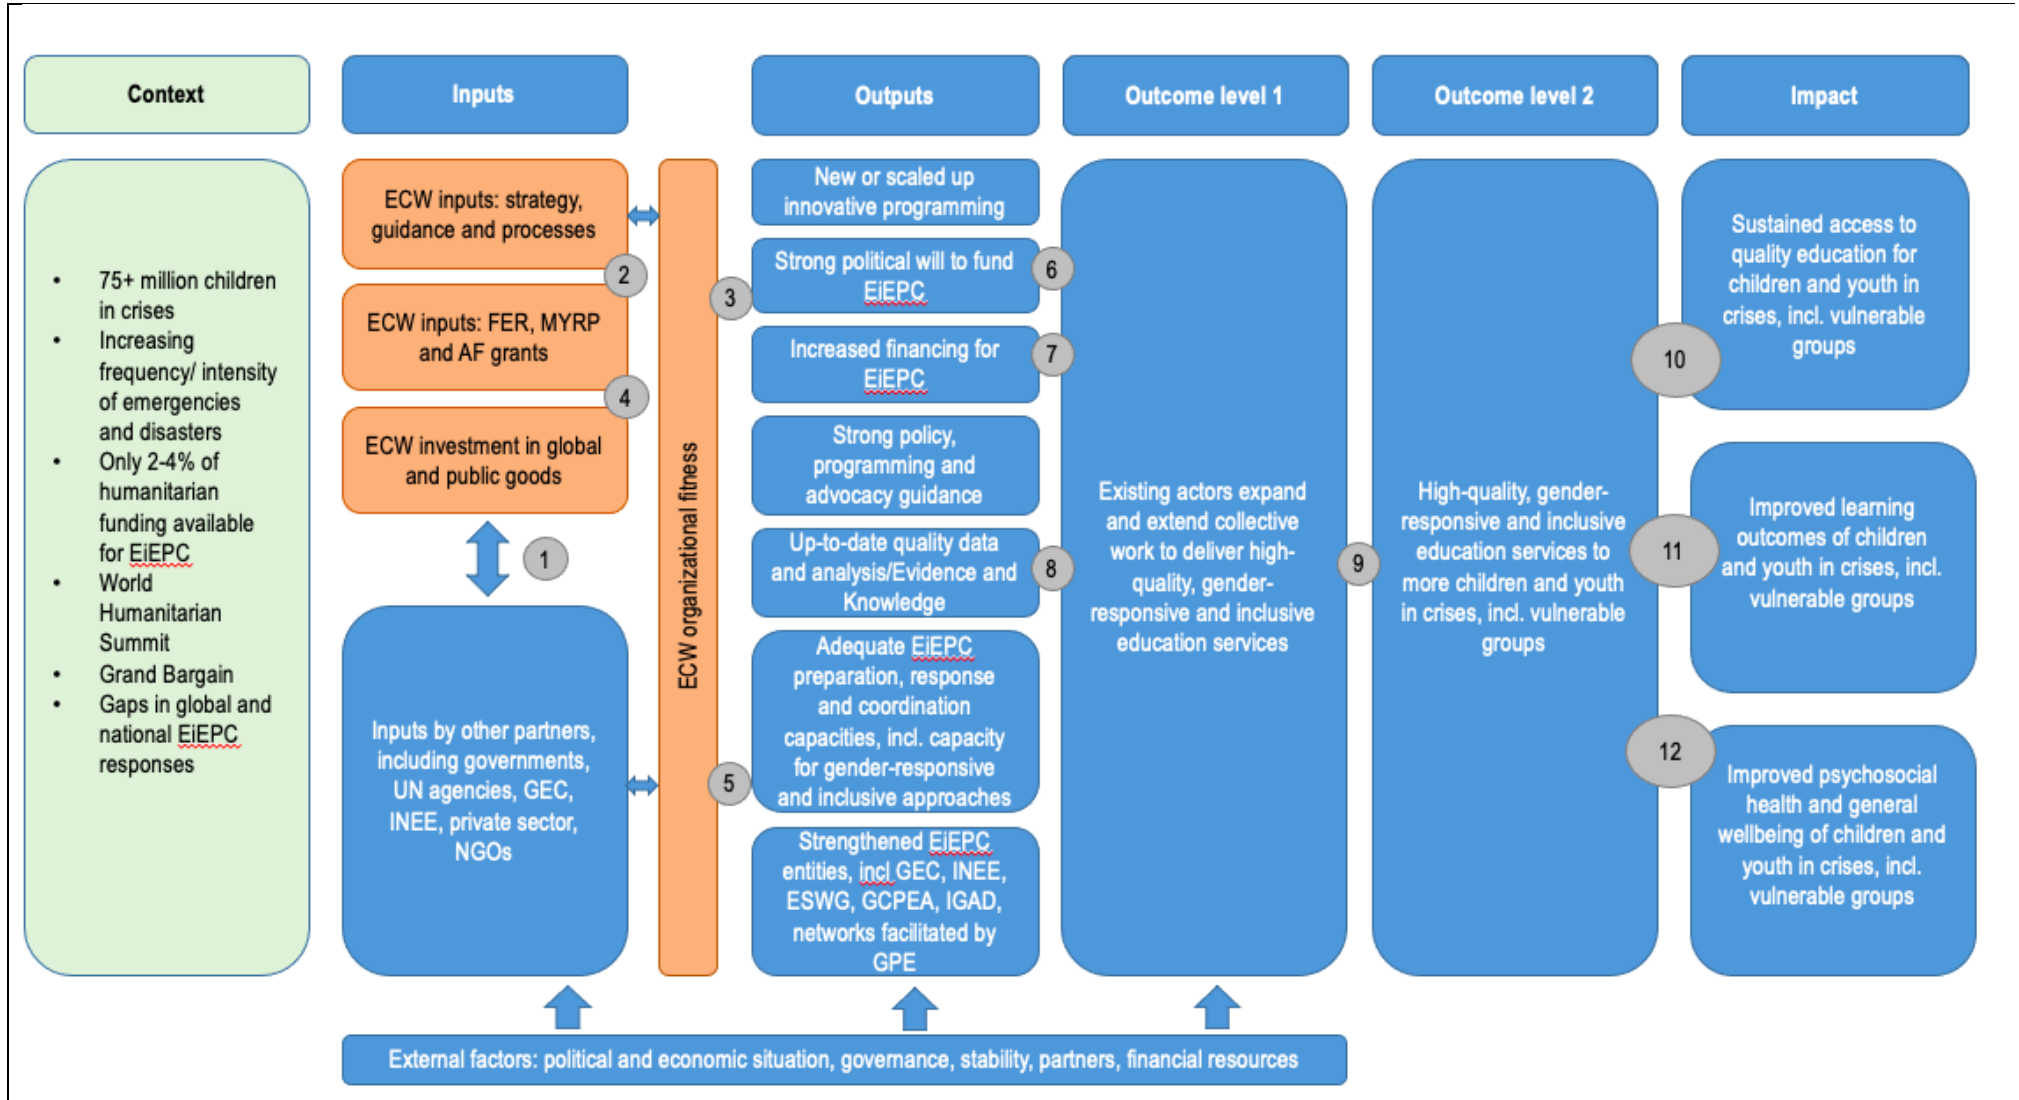 Context
Inputs
Outputs
Outcome level 1
Outcome level 2
Impact
• 75+ million children
in crises
• Increasing
frequency/ intensity
of emergencies
and disasters
• Only 2-4% of
humanitarian
funding available
for EiEPC
• World
Humanitarian
Summit
• Grand Bargain
• Gaps in global and
national EiEPC
responses
ECW inputs: strategy,
guidance and processes
2
ECW inputs: FER, MYRP
and AF grants
4
ECW investment in global
and public goods
1
Inputs by other partners,
including governments,
UN agencies, GEC,
INEE, private sector,
NGOs
ECW organizational fitness
3
5
New or scaled up
innovative programming
Strong political will to fund
EiEPC
6
Increased financing for
EiEPC
7
Strong policy,
programming and
advocacy guidance
Up-to-date quality data
and analysis/Evidence and
Knowledge
8
Adequate EiEPC
preparation, response
and coordination
capacities, incl. capacity
for gender-responsive
and inclusive approaches
Strengthened EiEPC
entities, incl GEC, INEE,
ESWG, GCPEA, IGAD,
networks facilitated by
GPE
Existing actors expand
and extend collective
work to deliver high-
quality, gender-
responsive and inclusive
education services
9
High-quality, gender-
responsive and inclusive
education services to
more children and youth
in crises, incl. vulnerable
groups
10
Sustained access to
quality education for
children and youth in
crises, incl. vulnerable
groups
11
Improved learning
outcomes of children
and youth in crises, incl.
vulnerable groups
12
Improved psychosocial
health and general
wellbeing of children and
youth in crises, incl.
vulnerable groups
External factors: political and economic situation, governance, stability, partners, financial resources